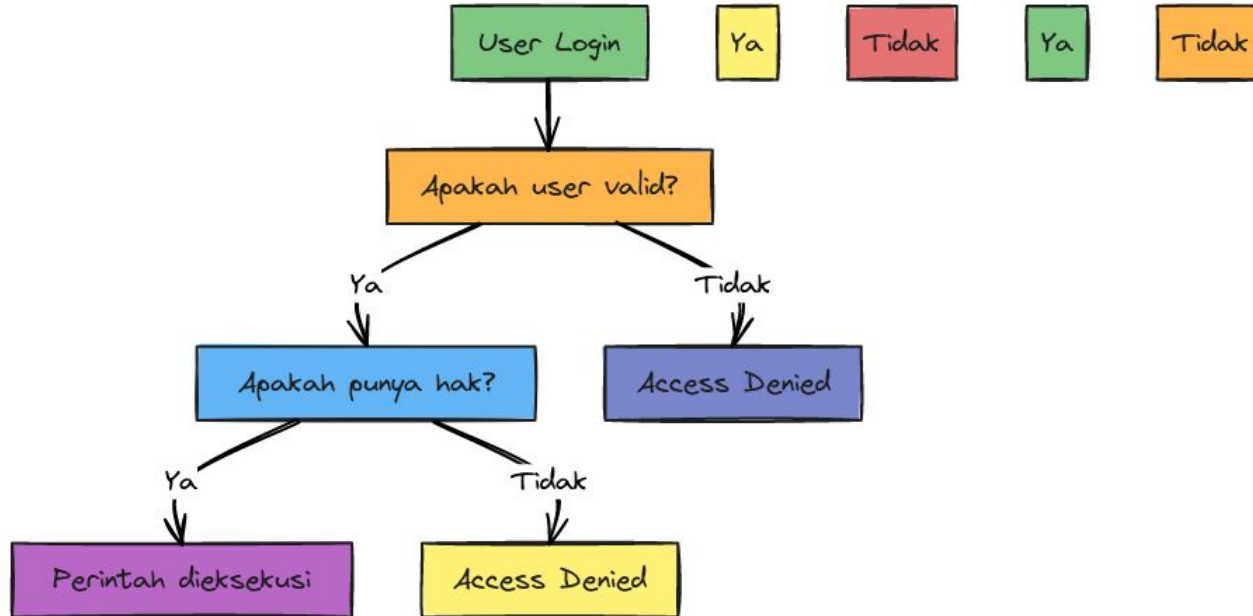 User Login
Ya
Tidak
Ya
Tidak
Apakah user valid?
Ya
Tidak
Apakah punya hak?
Access Denied
Ya
Tidak
Perintah dieksekusi
Access Denied